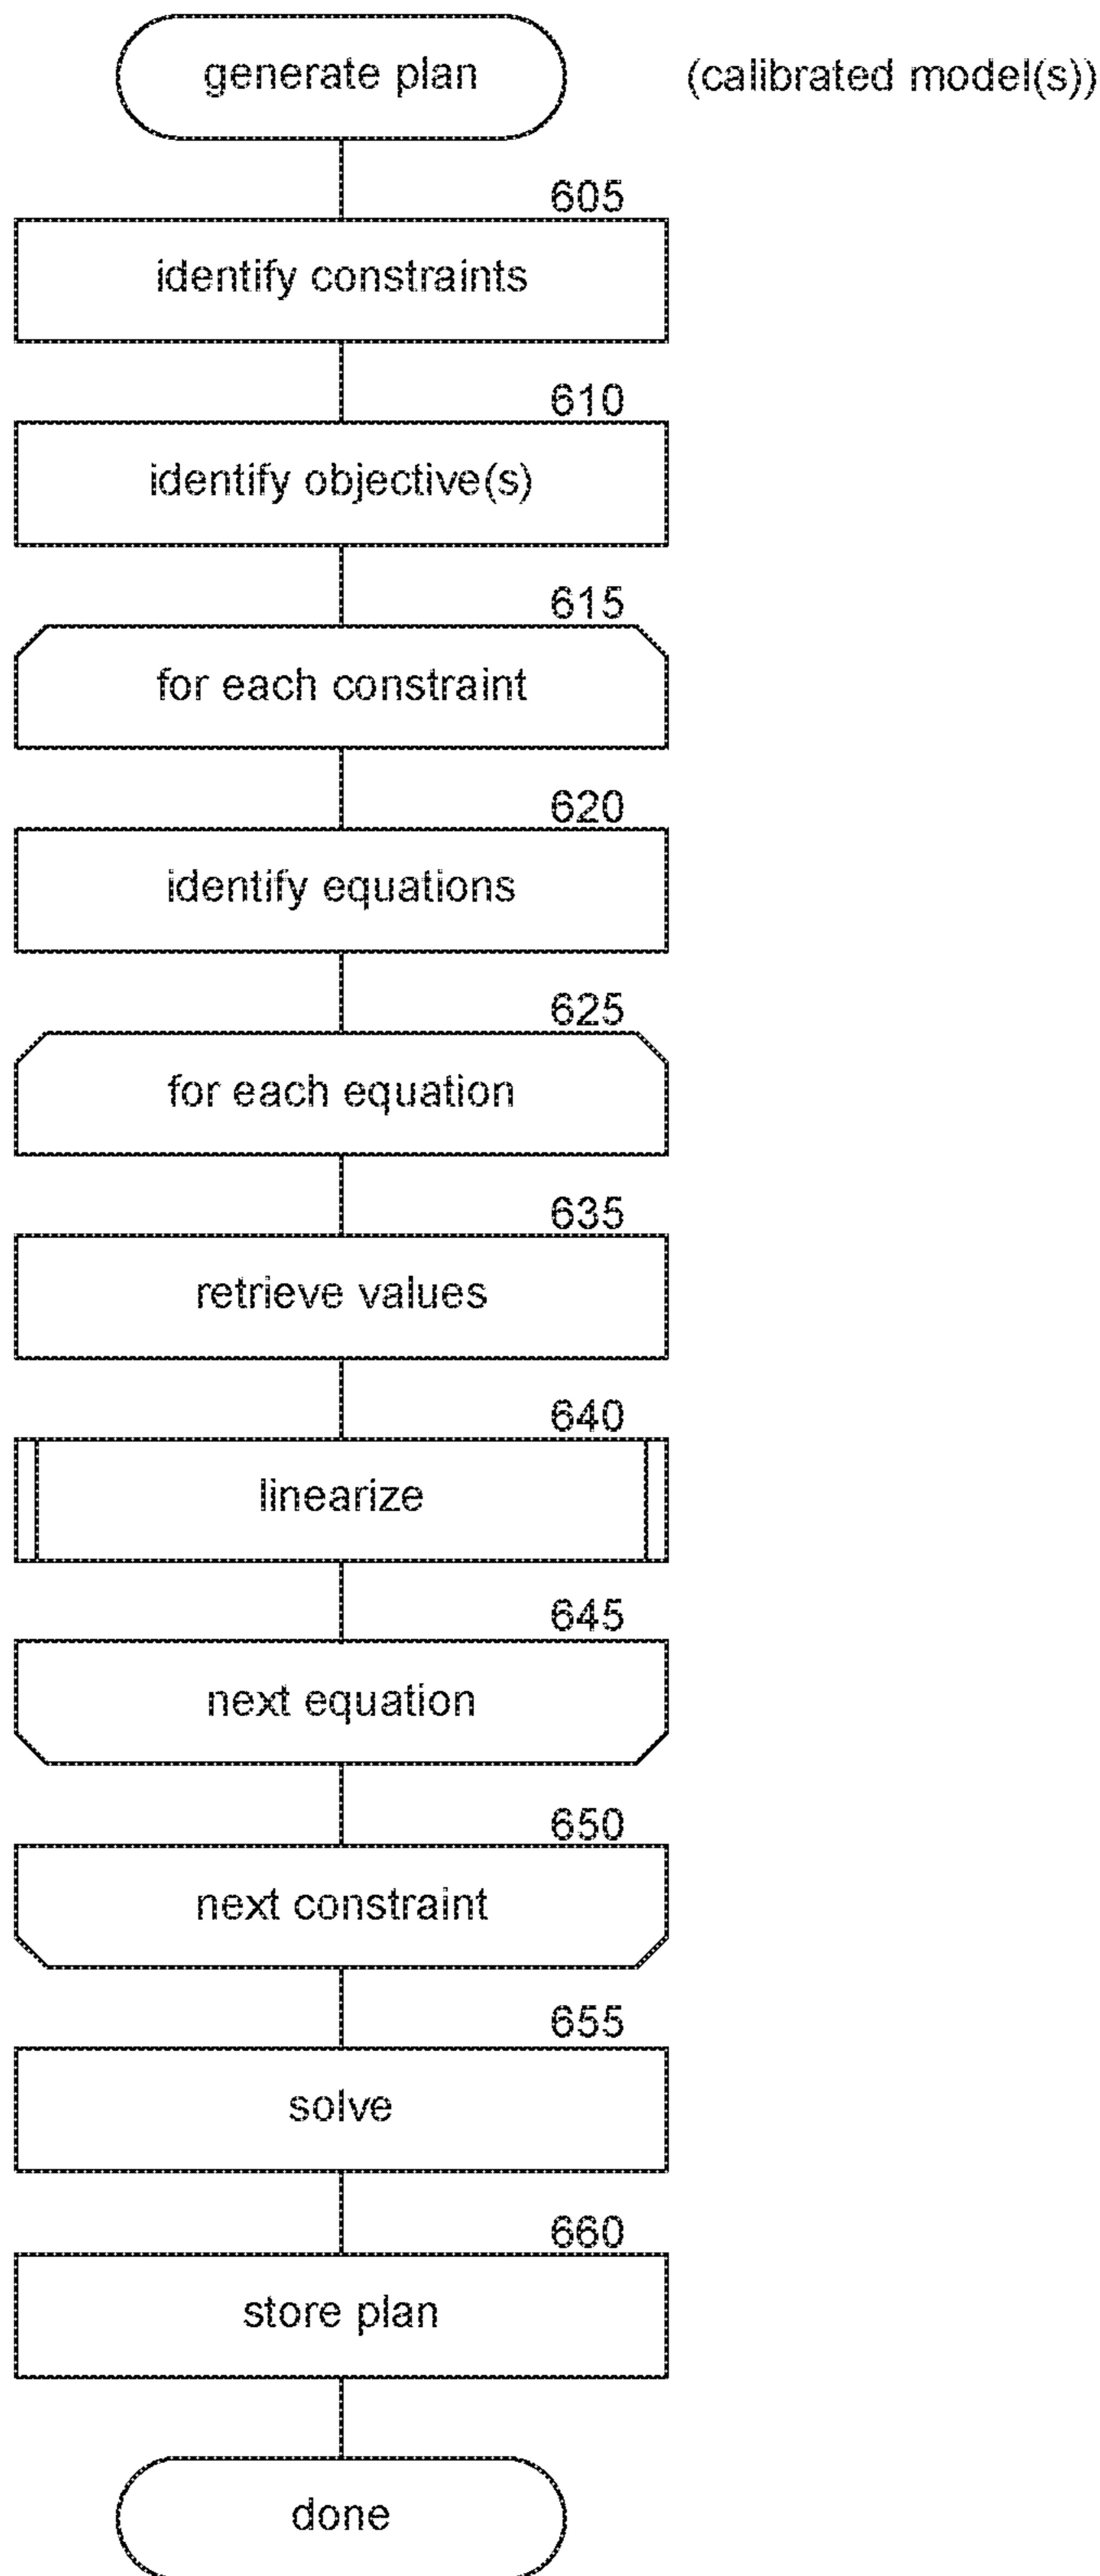 generate plan (calibrated model(s))
605
identify constraints
610
identify objective(s)
615
for each constraint
620
identify equations
625
for each equation
635
retrieve values
640
linearize
645
next equation
650
next constraint
655
solve
660
store plan
done